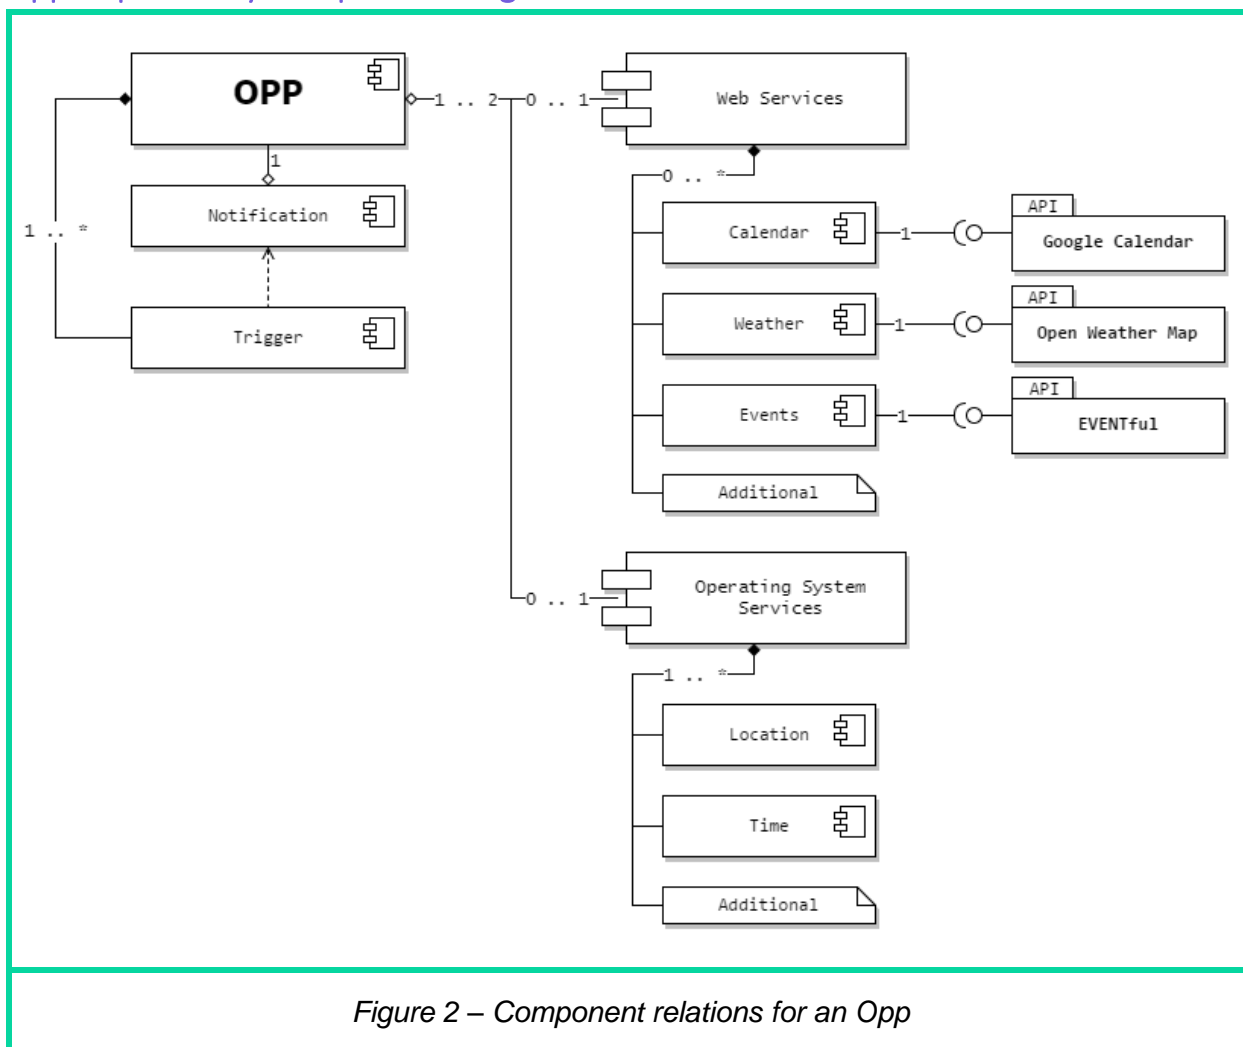 OPP
1 .. 2
0 .. 1
Web Services
1
0 .. *
Notification
1 .. *
Calendar
1
API
Google Calendar
Trigger
Weather
1
API
Open Weather Map
Events
1
API
EVENTful
Additional
0 .. 1
Operating System
Services
1 .. *
Location
Time
Additional
Figure 2 – Component relations for an Opp